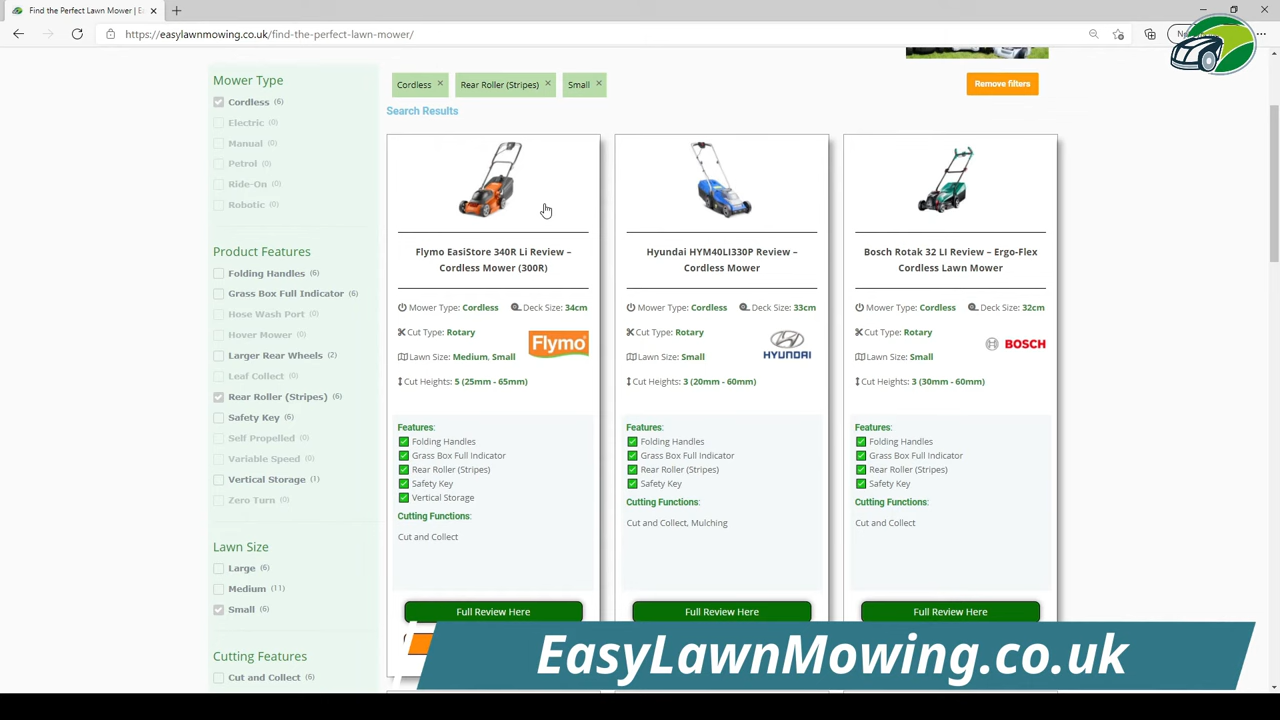 Find the Perfect Lawn Mower | E
https://easylawnmowing.co.uk/find-the-perfect-lawn-mower/
Mower Type
Cordless (6)
Electric (0)
Manual (0)
Petrol (0)
Ride-On (0)
Robotic (0)
Product Features
Folding Handles (6)
Grass Box Full Indicator (6)
Hose Wash Port (0)
Hover Mower (0)
Larger Rear Wheels (2)
Leaf Collect (0)
Rear Roller (Stripes) (6)
Safety Key (6)
Self Propelled (0)
Variable Speed (0)
Vertical Storage (1)
Zero Turn (0)
Lawn Size
Large (6)
Medium (11)
Small (6)
Cutting Features
Cut and Collect (6)
Cordless × Rear Roller (Stripes) × Small ×
Remove filters
Search Results
Flymo EasiStore 340R Li Review –
Cordless Mower (300R)
Mower Type: Cordless Deck Size: 34cm
Cut Type: Rotary
Flymo
Lawn Size: Medium, Small
Cut Heights: 5 (25mm - 65mm)
Features:
Folding Handles
Grass Box Full Indicator
Rear Roller (Stripes)
Safety Key
Vertical Storage
Cutting Functions:
Cut and Collect
Full Review Here
Hyundai HYM40LI330P Review –
Cordless Mower
Mower Type: Cordless Deck Size: 33cm
Cut Type: Rotary
HYUNDAI
Lawn Size: Small
Cut Heights: 3 (20mm - 60mm)
Features:
Folding Handles
Grass Box Full Indicator
Rear Roller (Stripes)
Safety Key
Cutting Functions:
Cut and Collect, Mulching
Full Review Here
Bosch Rotak 32 LI Review – Ergo-Flex
Cordless Lawn Mower
Mower Type: Cordless Deck Size: 32cm
Cut Type: Rotary
BOSCH
Lawn Size: Small
Cut Heights: 3 (30mm - 60mm)
Features:
Folding Handles
Grass Box Full Indicator
Rear Roller (Stripes)
Safety Key
Cutting Functions:
Cut and Collect
Full Review Here
EasyLawnMowing.co.uk